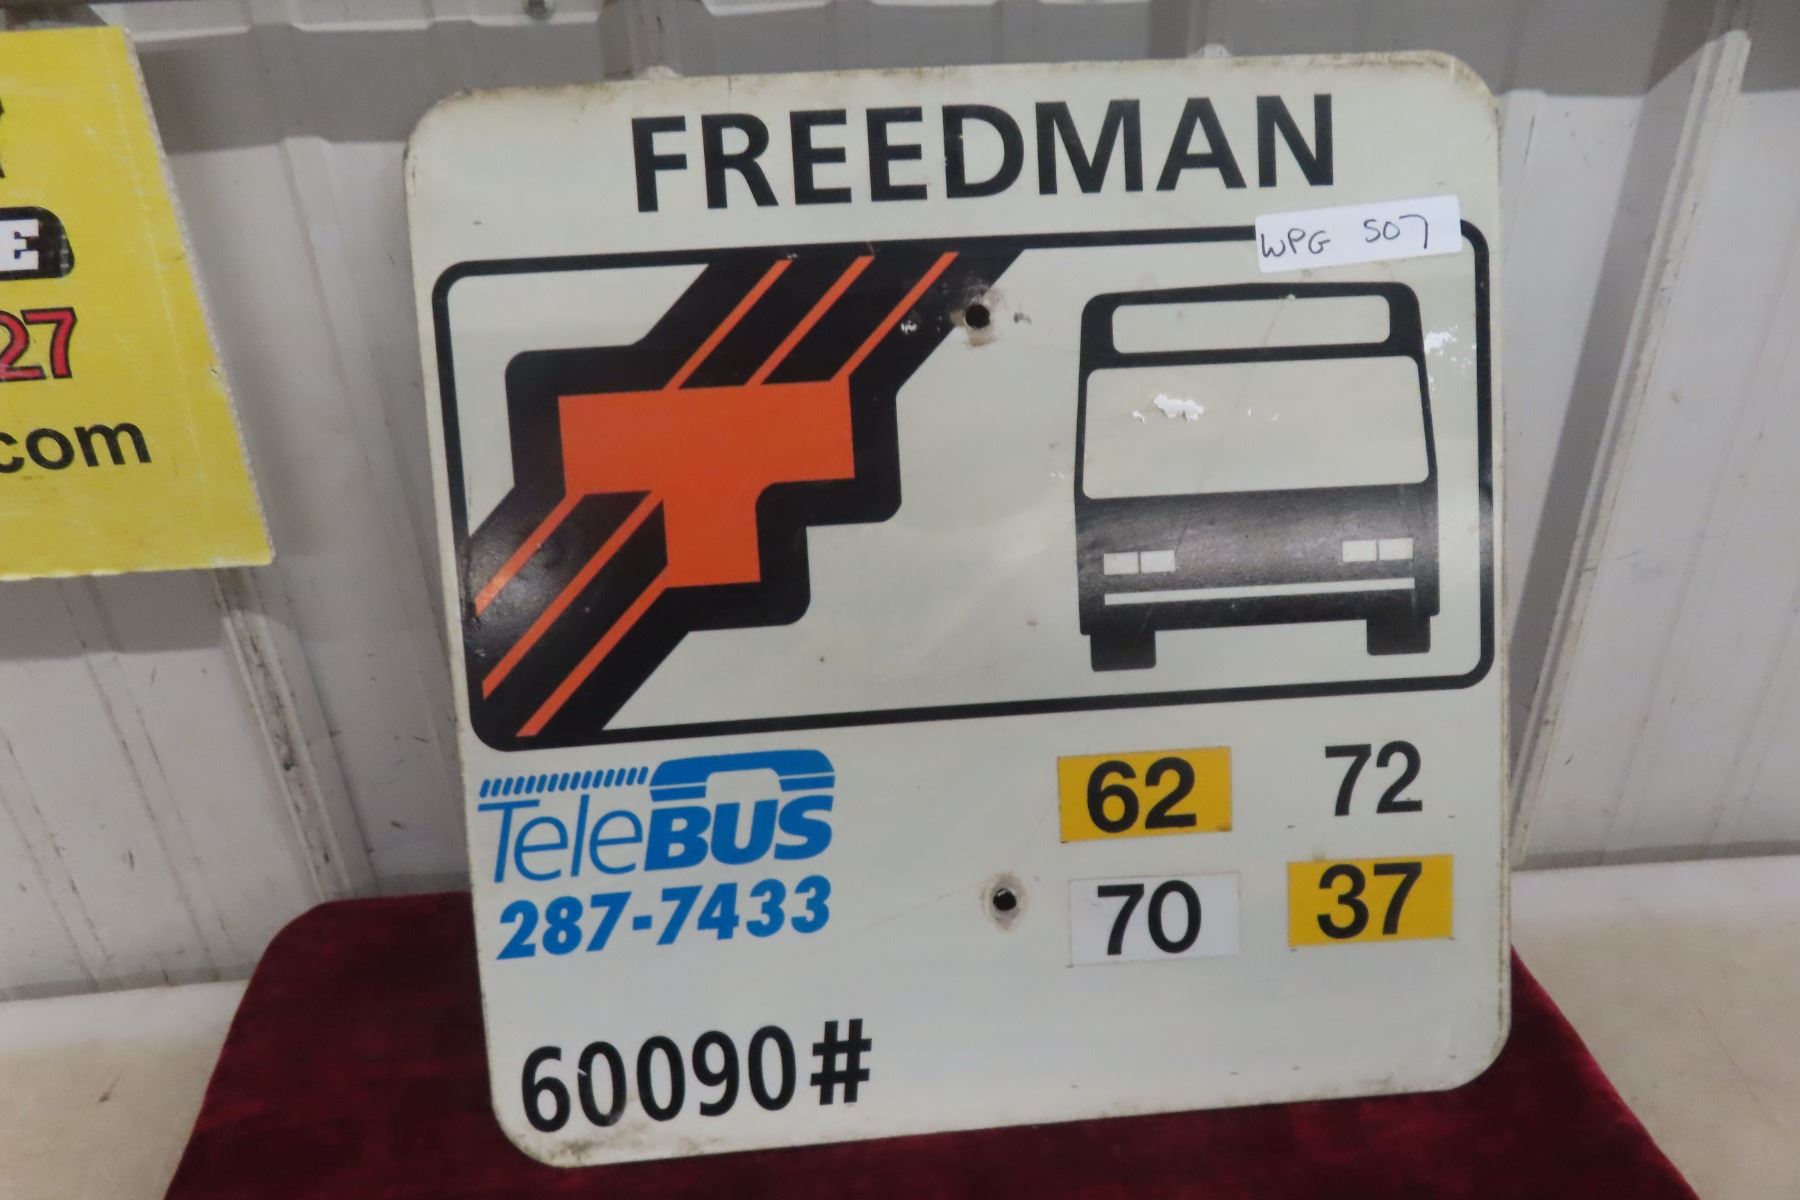 FREEDMAN
WPG 507
T
TeleBUS
287-7433
62 72
70 37
60090#
E
27
com